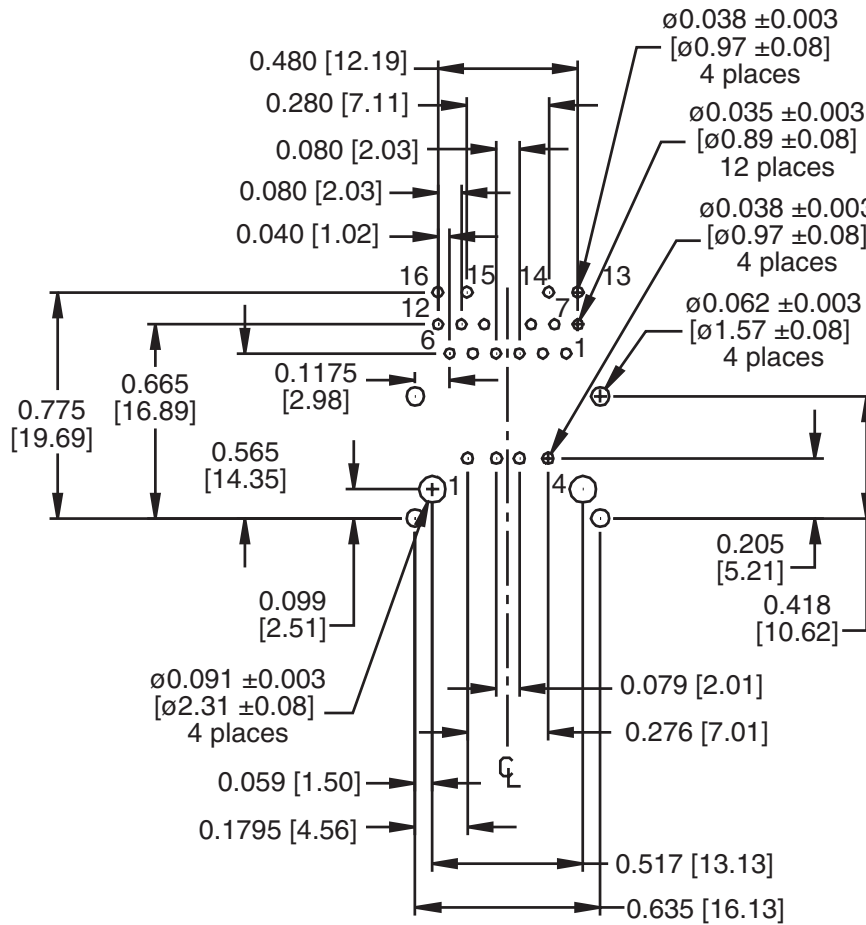 ø0.038 ±0.003
[ø0.97 ±0.08]
4 places
0.480 [12.19]
0.280 [7.11]
ø0.035 ±0.003
[ø0.89 ±0.08]
12 places
0.080 [2.03]
0.080 [2.03]
0.040 [1.02]
ø0.038 ±0.003
[ø0.97 ±0.08]
4 places
16 15 14 13
12 7
6 1
ø0.062 ±0.003
[ø1.57 ±0.08]
4 places
0.1175
[2.98]
0.665
[16.89]
0.775
[19.69]
0.565
[14.35]
1 4
0.205
[5.21]
0.099
[2.51]
0.418
[10.62]
ø0.091 ±0.003
[ø2.31 ±0.08]
4 places
0.079 [2.01]
0.276 [7.01]
CL
0.059 [1.50]
0.1795 [4.56]
0.517 [13.13]
0.635 [16.13]